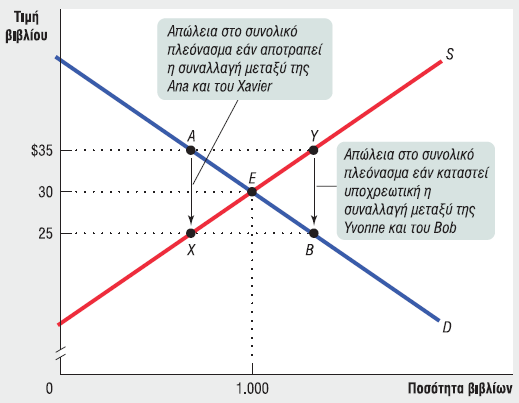 Τιμή
βιβλίου
Απώλεια στο συνολικό
πλεόνασμα εάν αποτραπεί
η συναλλαγή μεταξύ της
Ana και του Xavier
S
A
Y
$35
Απώλεια στο συνολικό
πλεόνασμα εάν καταστεί
υποχρεωτική η
συναλλαγή μεταξύ της
Yvonne και του Bob
E
30
25
X
B
D
0
1.000
Ποσότητα βιβλίων